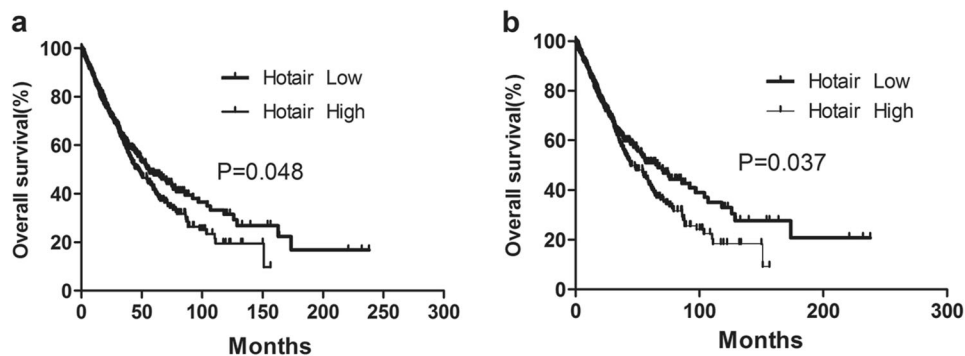 a
100
80
60
40
20
0
Overall survival(%)
Hotair Low
Hotair High
P=0.048
0 50 100 150 200 250 300
Months
b
100
80
60
40
20
0
Overall survival(%)
Hotair Low
Hotair High
P=0.037
0 100 200 300
Months